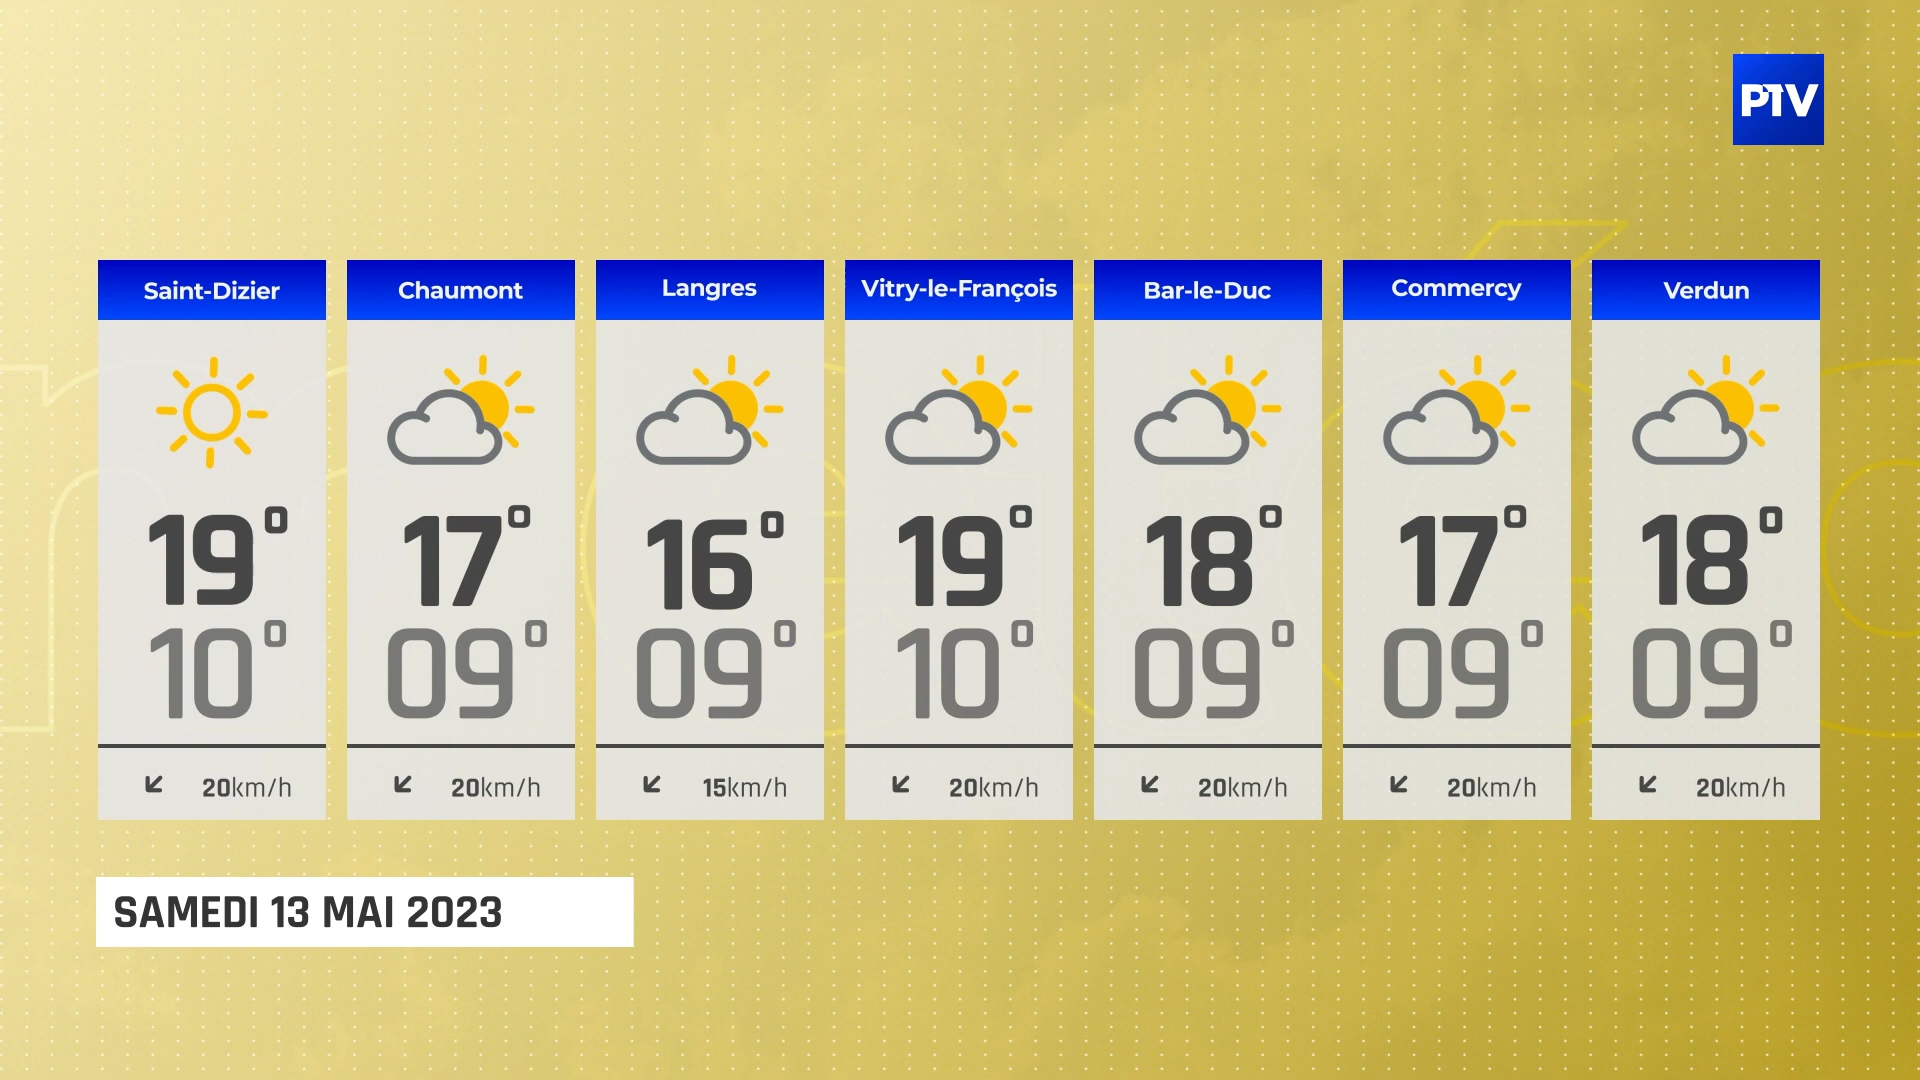 PTV
Saint-Dizier
19°
10°
20km/h
Chaumont
17°
09°
20km/h
Langres
16°
09°
15km/h
Vitry-le-François
19°
10°
20km/h
Bar-le-Duc
18°
09°
20km/h
Commercy
17°
09°
20km/h
Verdun
18°
09°
20km/h
SAMEDI 13 MAI 2023